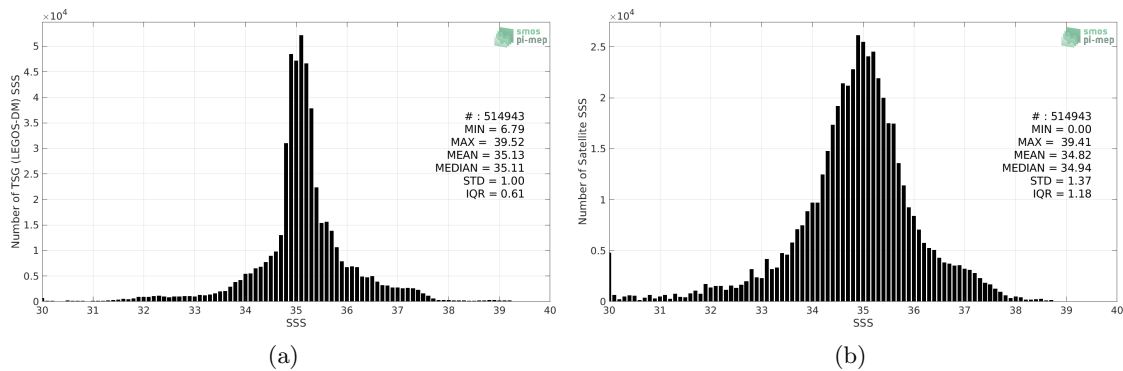 ×10⁴
5
4.5
4
3.5
3
2.5
2
1.5
1
0.5
0
Number of TSG (LEGOS-DM) SSS
30 31 32 33 34 35 36 37 38 39 40
SSS
smos
pi-mep
# : 514943
MIN = 6.79
MAX = 39.52
MEAN = 35.13
MEDIAN = 35.11
STD = 1.00
IQR = 0.61
(a)
×10⁴
2.5
2
1.5
1
0.5
0
Number of Satellite SSS
30 31 32 33 34 35 36 37 38 39 40
SSS
smos
pi-mep
# : 514943
MIN = 0.00
MAX = 39.41
MEAN = 34.82
MEDIAN = 34.94
STD = 1.37
IQR = 1.18
(b)